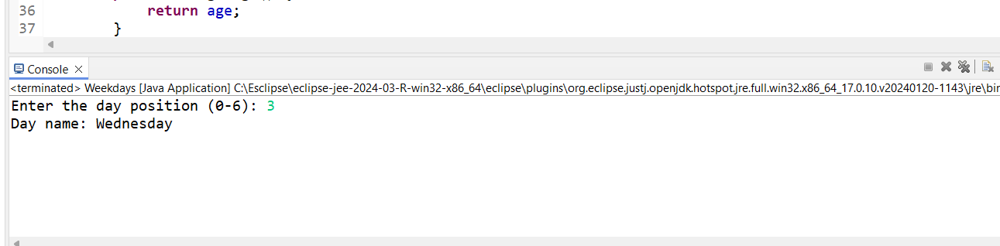 36 return age;
37 }
Console
<terminated> Weekdays [Java Application] C:\Esclipse\eclipse-jee-2024-03-R-win32-x86_64\eclipse\plugins\org.eclipse.justj.openjdk.hotspot.jre.full.win32.x86_64_17.0.10.v20240120-1143\jre\bin
Enter the day position (0-6): 3
Day name: Wednesday